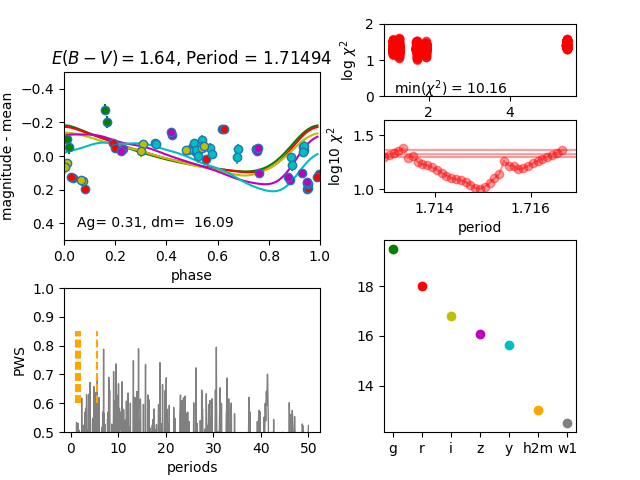 E(B − V) = 1.64, Period = 1.71494
magnitude - mean
−0.4
−0.2
0.0
0.2
0.4
Ag= 0.31, dm=  16.09
0.0 0.2 0.4 0.6 0.8 1.0
phase
log χ²
2
1
0
min(χ²) = 10.16
2 4
log10 χ²
1.5
1.0
1.714 1.716
period
PWS
1.0
0.9
0.8
0.7
0.6
0.5
0 10 20 30 40 50
periods
18
16
14
g r i z y h2m w1